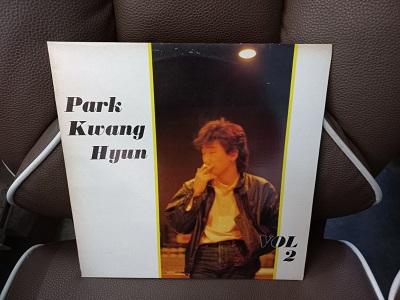 Park
Kwang
Hyun
VOL
2